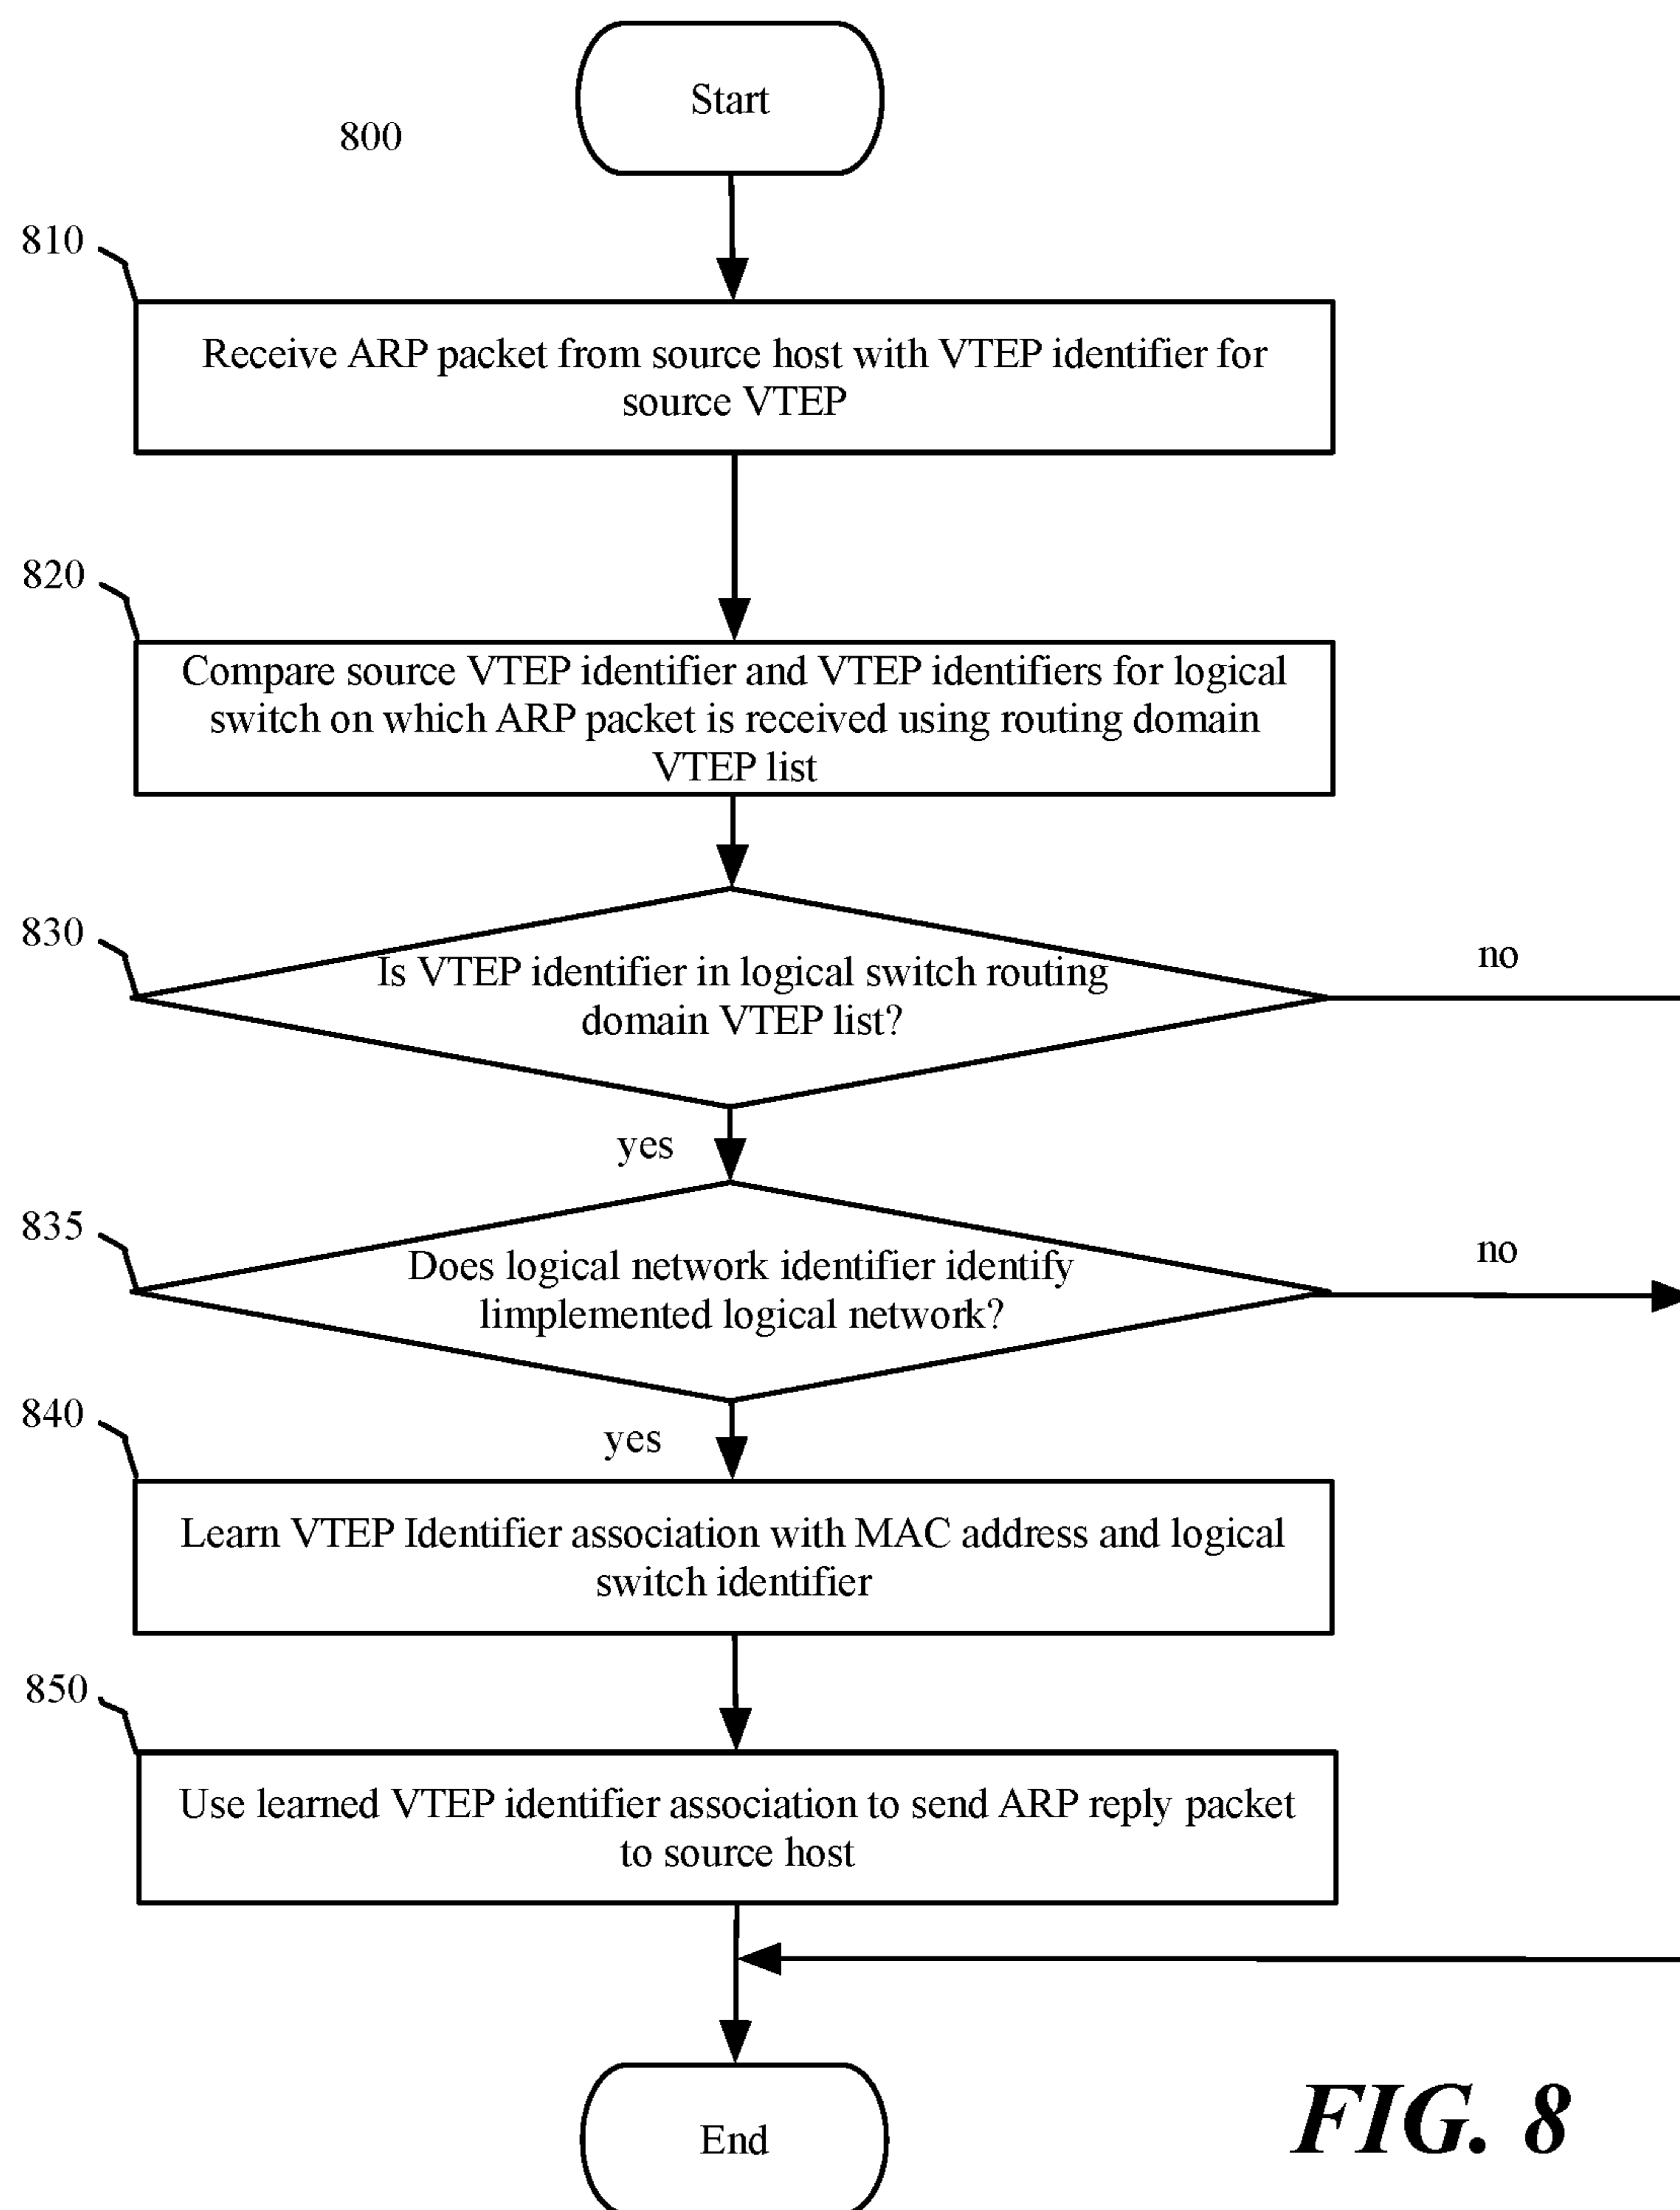 Start
800
810
Receive ARP packet from source host with VTEP identifier for
source VTEP
820
Compare source VTEP identifier and VTEP identifiers for logical
switch on which ARP packet is received using routing domain
VTEP list
830
Is VTEP identifier in logical switch routing
domain VTEP list?
no
yes
835
Does logical network identifier identify
limplemented logical network?
no
yes
840
Learn VTEP Identifier association with MAC address and logical
switch identifier
850
Use learned VTEP identifier association to send ARP reply packet
to source host
End
FIG. 8